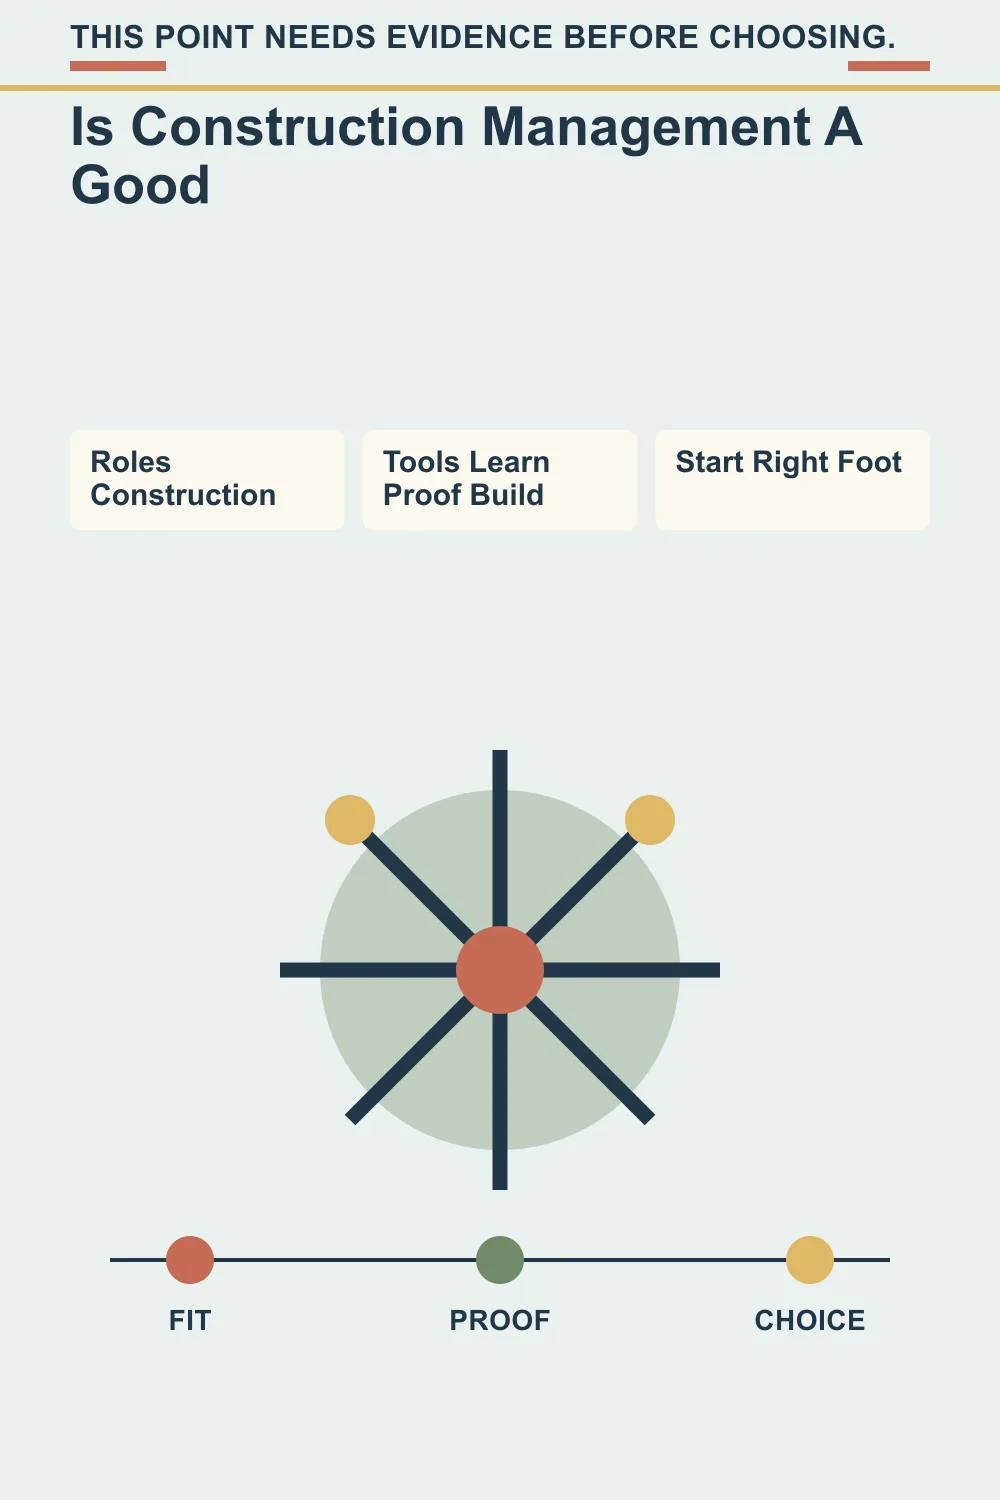 THIS POINT NEEDS EVIDENCE BEFORE CHOOSING.
Is Construction Management A
Good
Roles
Construction
Tools Learn
Proof Build
Start Right Foot
FIT
PROOF
CHOICE